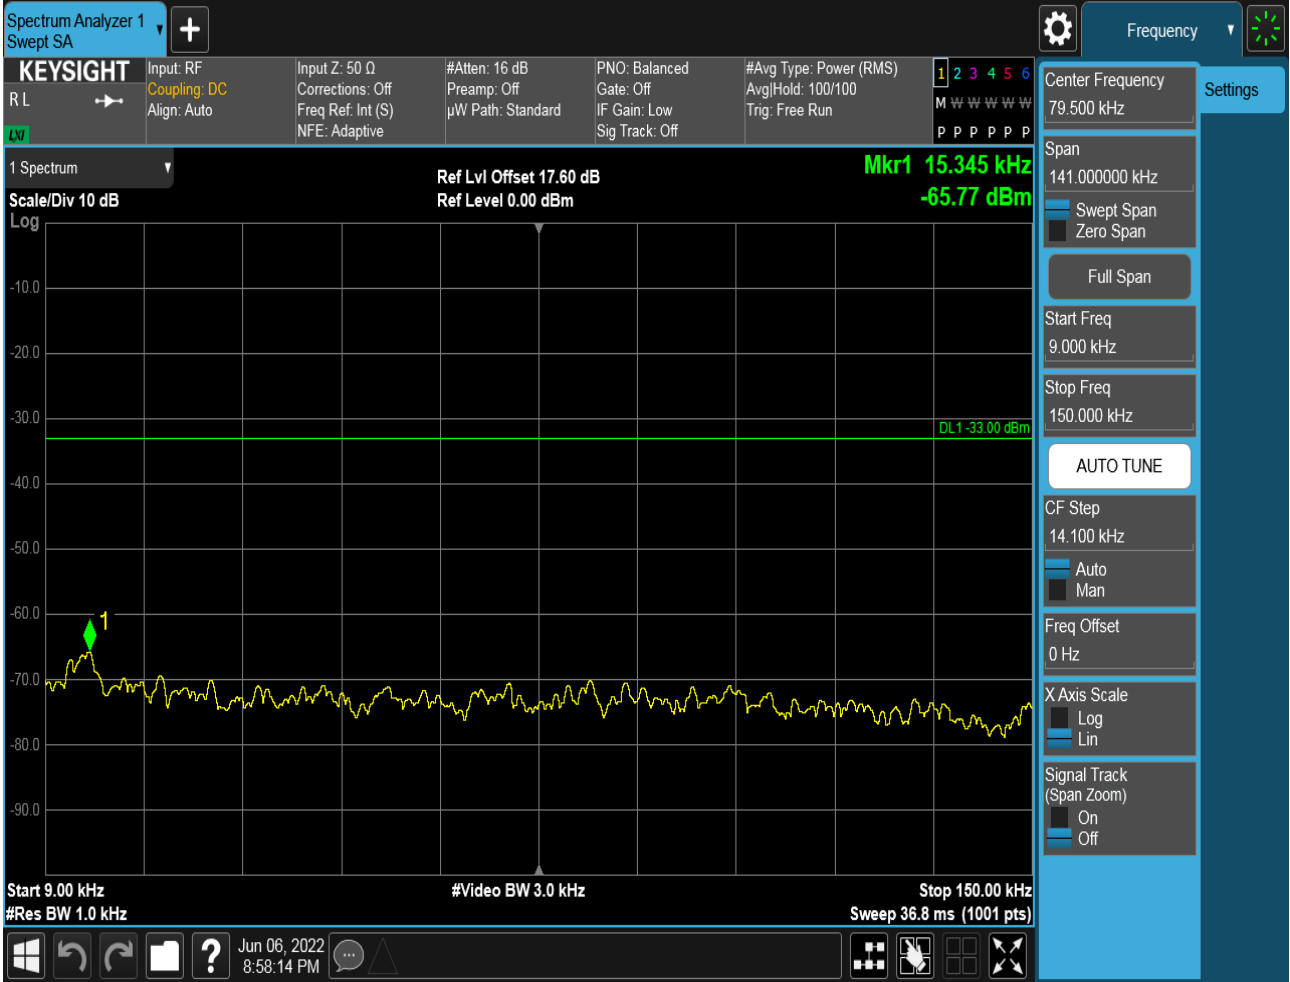 Spectrum Analyzer 1
Swept SA
+
Frequency
KEYSIGHT
R L
LXI
Input: RF
Coupling: DC
Align: Auto
Input Z: 50 Ω
Corrections: Off
Freq Ref: Int (S)
NFE: Adaptive
#Atten: 16 dB
Preamp: Off
µW Path: Standard
PNO: Balanced
Gate: Off
IF Gain: Low
Sig Track: Off
#Avg Type: Power (RMS)
Avg|Hold: 100/100
Trig: Free Run
1 2 3 4 5 6
M W W W W W
P P P P P P
1 Spectrum
Scale/Div 10 dB
Log
Ref Lvl Offset 17.60 dB
Ref Level 0.00 dBm
Mkr1 15.345 kHz
-65.77 dBm
-10.0
-20.0
-30.0
DL1 -33.00 dBm
-40.0
-50.0
-60.0
1
-70.0
-80.0
-90.0
Start 9.00 kHz
#Video BW 3.0 kHz
Stop 150.00 kHz
#Res BW 1.0 kHz
Sweep 36.8 ms (1001 pts)
Center Frequency
79.500 kHz
Settings
Span
141.000000 kHz
Swept Span
Zero Span
Full Span
Start Freq
9.000 kHz
Stop Freq
150.000 kHz
AUTO TUNE
CF Step
14.100 kHz
Auto
Man
Freq Offset
0 Hz
X Axis Scale
Log
Lin
Signal Track
(Span Zoom)
On
Off
?
Jun 06, 2022
8:58:14 PM